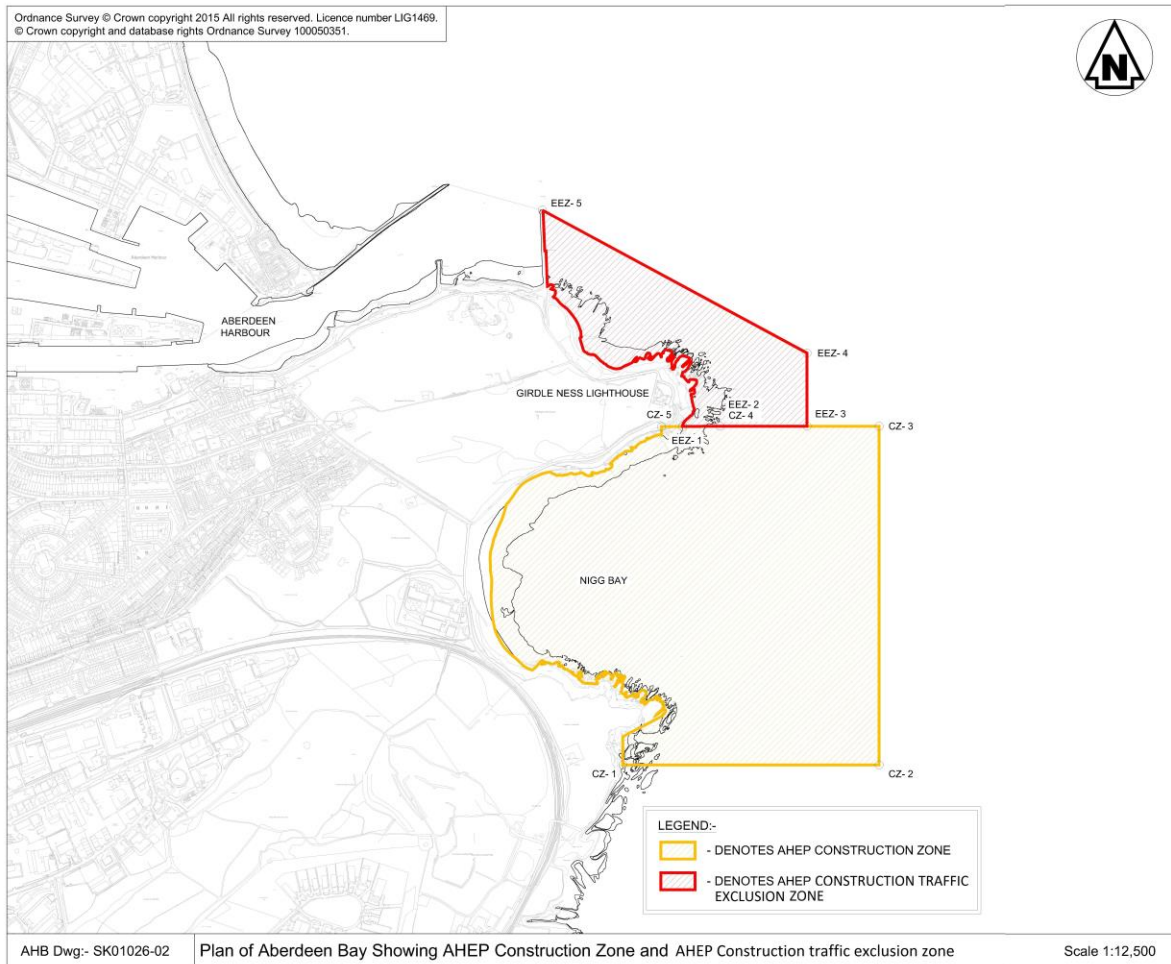 Ordnance Survey © Crown copyright 2015 All rights reserved. Licence number LIG1469.
© Crown copyright and database rights Ordnance Survey 100050351.
N
EEZ- 5
Aberdeen Harbour
ABERDEEN
HARBOUR
EEZ- 4
GIRDLE NESS LIGHTHOUSE
EEZ- 2
CZ- 5
CZ- 4
EEZ- 3
CZ- 3
EEZ- 1
NIGG BAY
CZ- 1
CZ- 2
LEGEND:-
- DENOTES AHEP CONSTRUCTION ZONE
- DENOTES AHEP CONSTRUCTION TRAFFIC
EXCLUSION ZONE
AHB Dwg:- SK01026-02
Plan of Aberdeen Bay Showing AHEP Construction Zone and AHEP Construction traffic exclusion zone
Scale 1:12,500